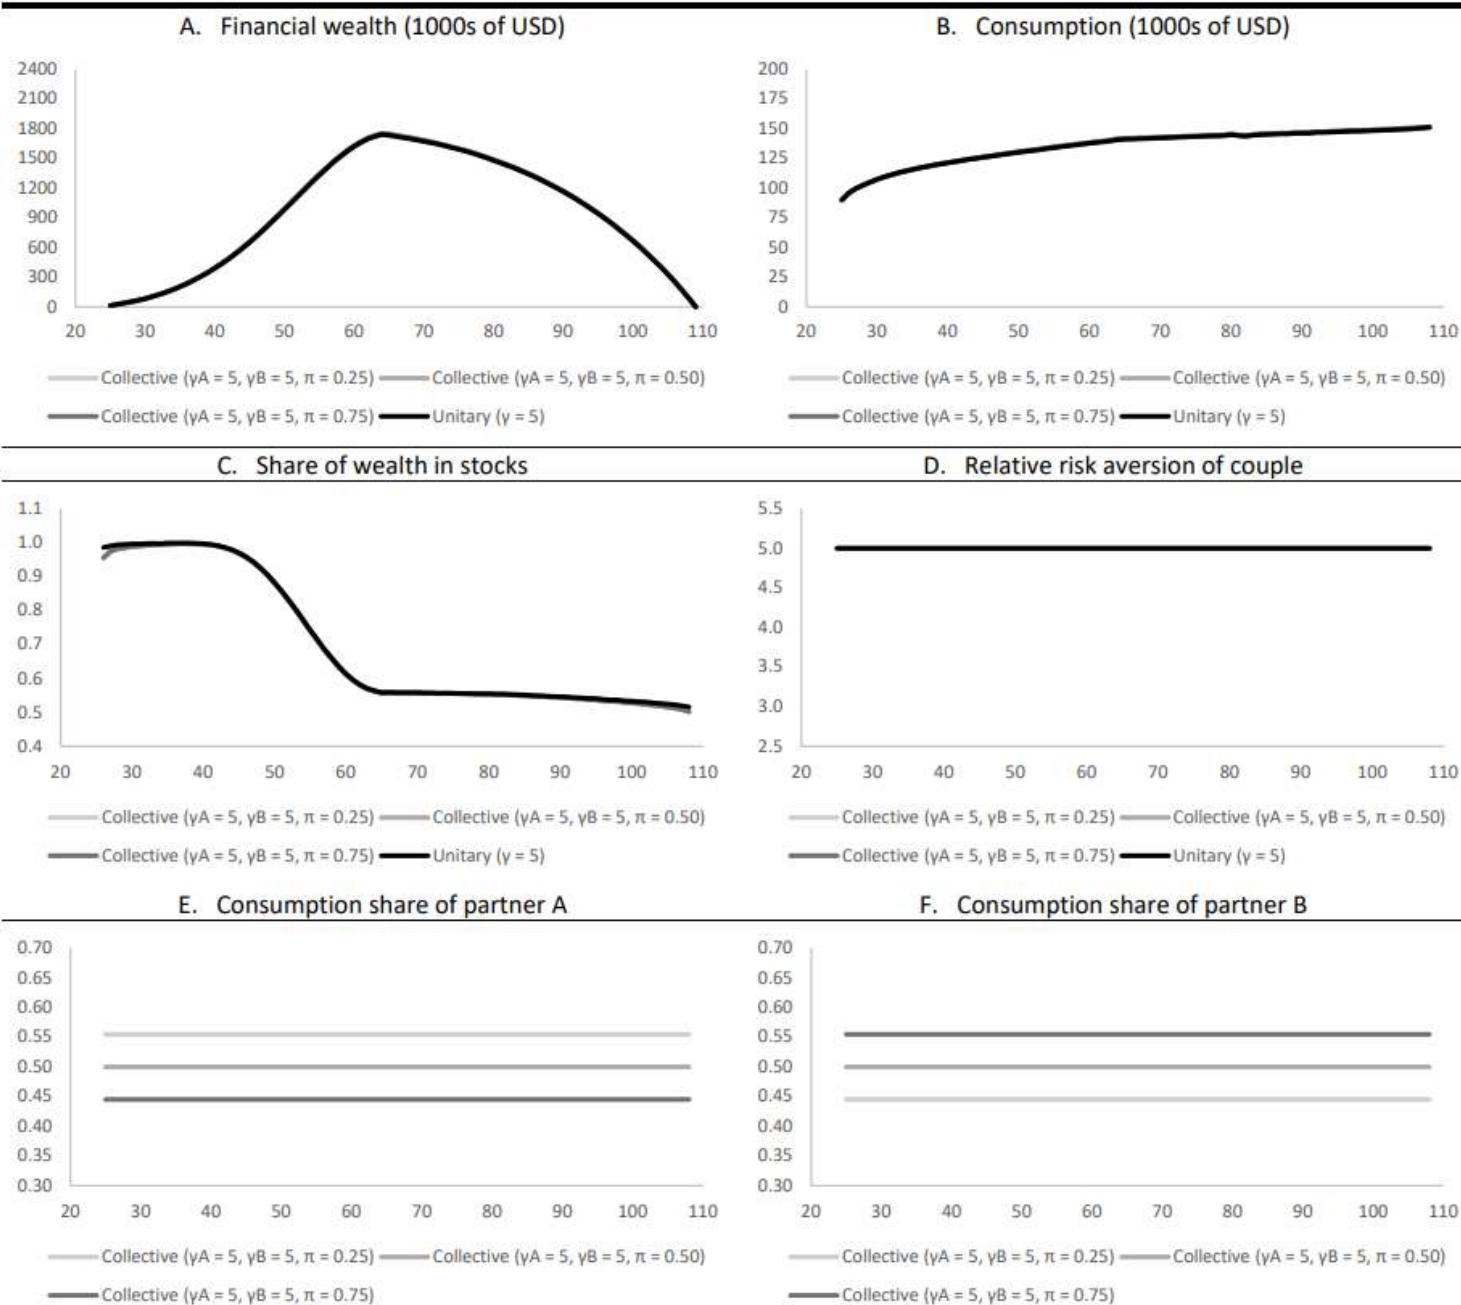 A. Financial wealth (1000s of USD)
2400
2100
1800
1500
1200
900
600
300
0
20 30 40 50 60 70 80 90 100 110
Collective (γA = 5, γB = 5, π = 0.25) Collective (γA = 5, γB = 5, π = 0.50)
Collective (γA = 5, γB = 5, π = 0.75) Unitary (γ = 5)
B. Consumption (1000s of USD)
200
175
150
125
100
75
50
25
0
20 30 40 50 60 70 80 90 100 110
Collective (γA = 5, γB = 5, π = 0.25) Collective (γA = 5, γB = 5, π = 0.50)
Collective (γA = 5, γB = 5, π = 0.75) Unitary (γ = 5)
C. Share of wealth in stocks
1.1
1.0
0.9
0.8
0.7
0.6
0.5
0.4
20 30 40 50 60 70 80 90 100 110
Collective (γA = 5, γB = 5, π = 0.25) Collective (γA = 5, γB = 5, π = 0.50)
Collective (γA = 5, γB = 5, π = 0.75) Unitary (γ = 5)
D. Relative risk aversion of couple
5.5
5.0
4.5
4.0
3.5
3.0
2.5
20 30 40 50 60 70 80 90 100 110
Collective (γA = 5, γB = 5, π = 0.25) Collective (γA = 5, γB = 5, π = 0.50)
Collective (γA = 5, γB = 5, π = 0.75) Unitary (γ = 5)
E. Consumption share of partner A
0.70
0.65
0.60
0.55
0.50
0.45
0.40
0.35
0.30
20 30 40 50 60 70 80 90 100 110
Collective (γA = 5, γB = 5, π = 0.25) Collective (γA = 5, γB = 5, π = 0.50)
Collective (γA = 5, γB = 5, π = 0.75)
F. Consumption share of partner B
0.70
0.65
0.60
0.55
0.50
0.45
0.40
0.35
0.30
20 30 40 50 60 70 80 90 100 110
Collective (γA = 5, γB = 5, π = 0.25) Collective (γA = 5, γB = 5, π = 0.50)
Collective (γA = 5, γB = 5, π = 0.75)